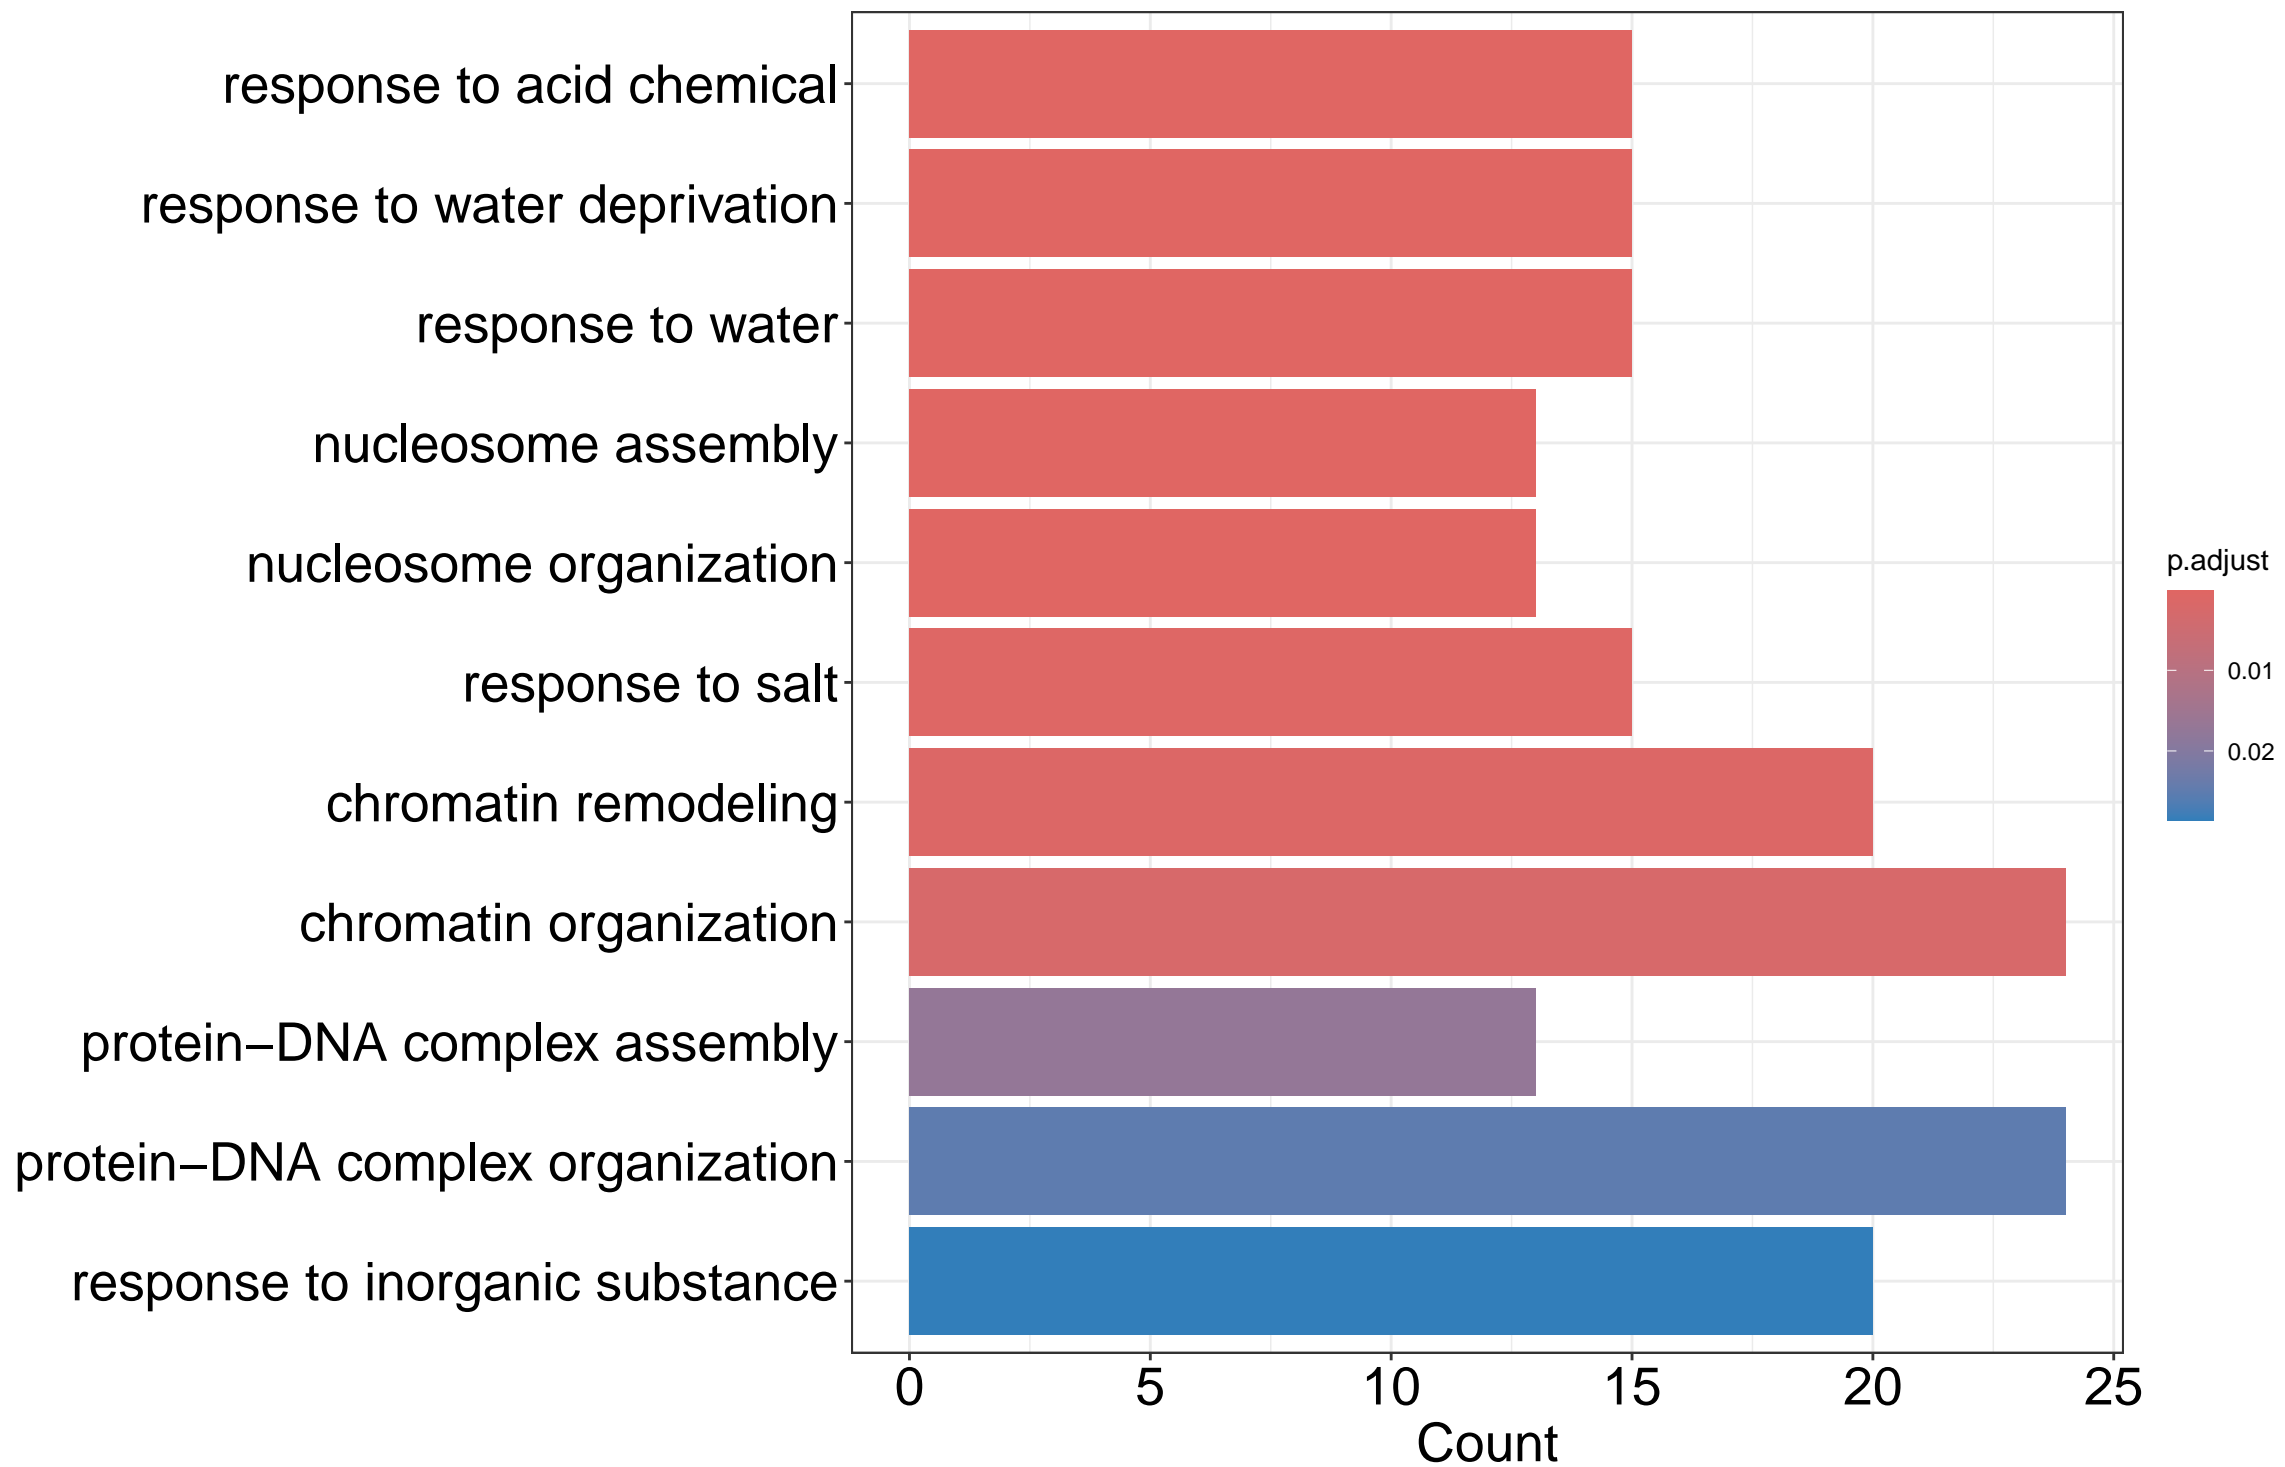 response to acid chemical
response to water deprivation
response to water
nucleosome assembly
nucleosome organization
response to salt
chromatin remodeling
chromatin organization
protein−DNA complex assembly
protein−DNA complex organization
response to inorganic substance
0 5 10 15 20 25
Count
p.adjust
0.01
0.02